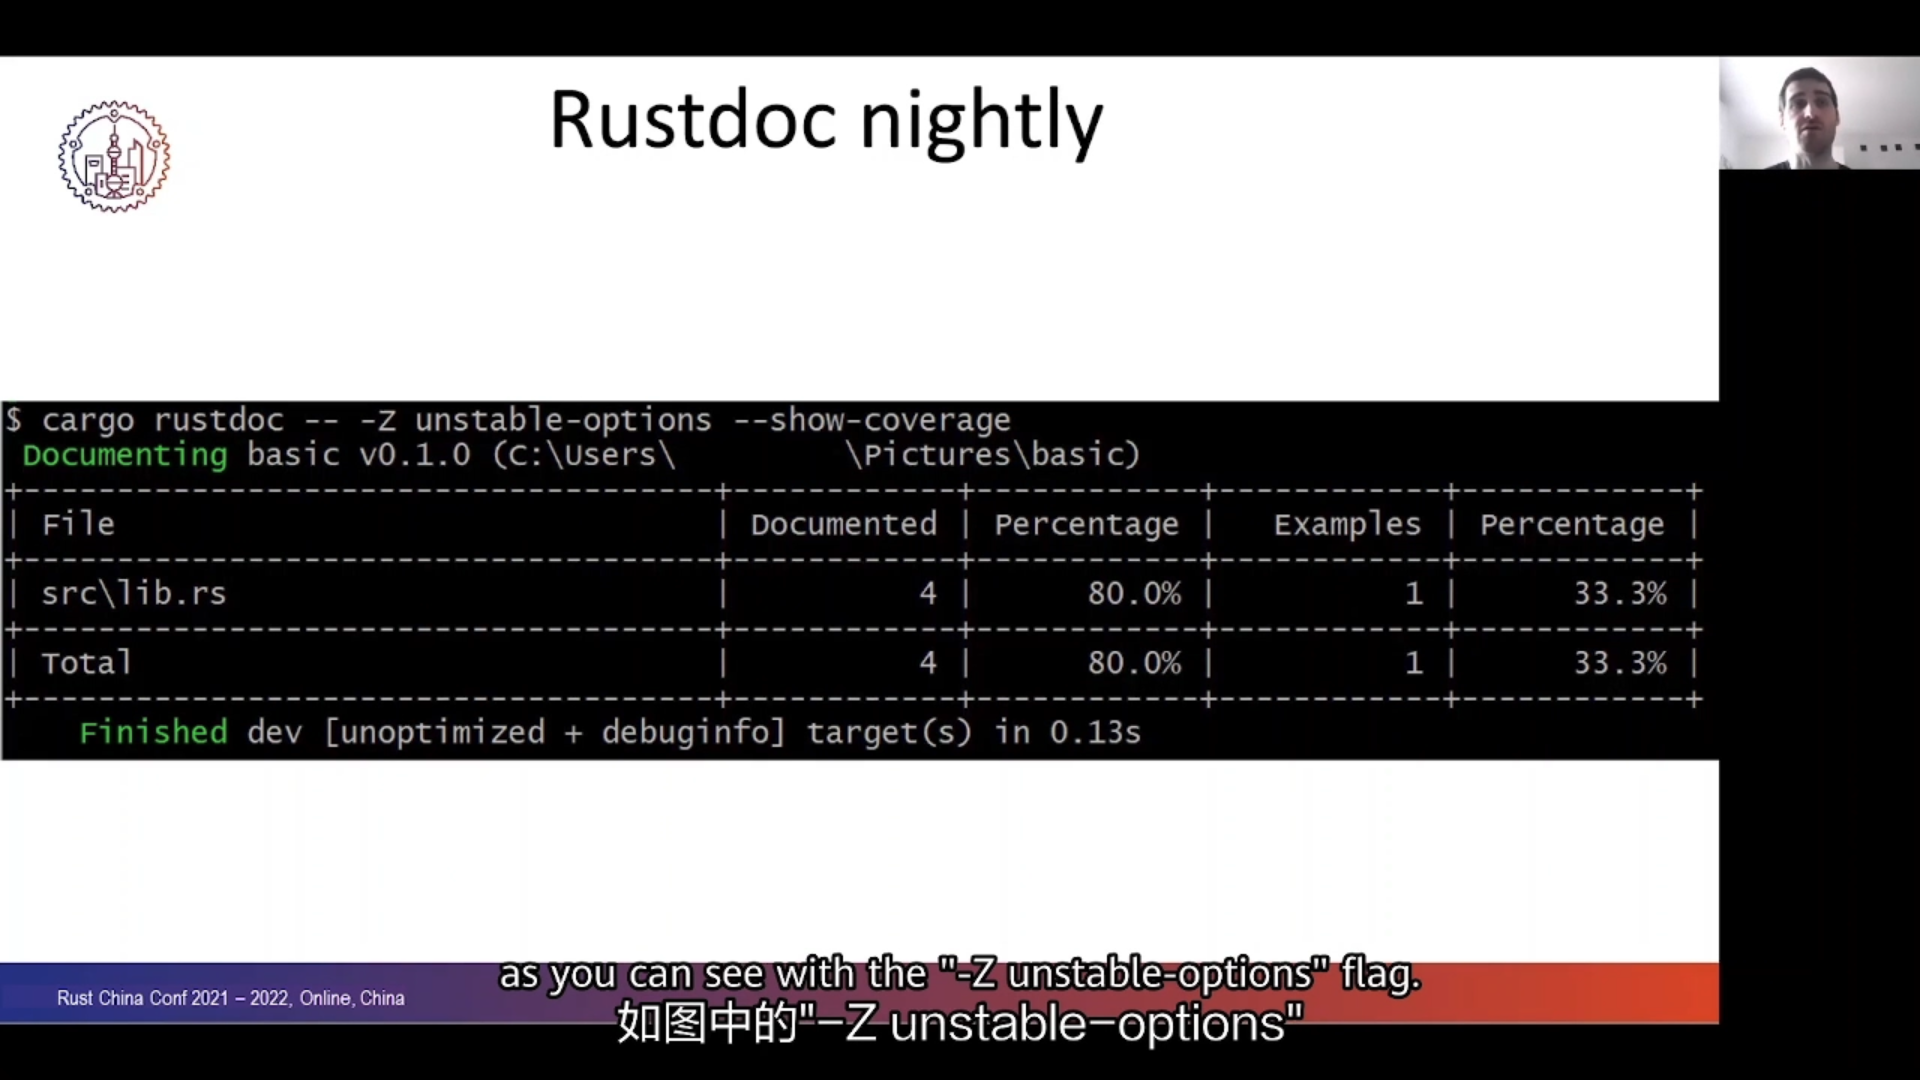 Rustdoc nightly
$ cargo rustdoc -- -Z unstable-options --show-coverage
Documenting basic v0.1.0 (C:\Users\          \Pictures\basic)
+--------------------------------------+------------+------------+------------+------------+
| File | Documented | Percentage | Examples | Percentage |
+--------------------------------------+------------+------------+------------+------------+
| src\lib.rs | 4 | 80.0% | 1 | 33.3% |
+--------------------------------------+------------+------------+------------+------------+
| Total | 4 | 80.0% | 1 | 33.3% |
+--------------------------------------+------------+------------+------------+------------+
Finished dev [unoptimized + debuginfo] target(s) in 0.13s
as you can see with the "-Z unstable-options" flag.
Rust China Conf 2021 – 2022, Online, China
如图中的"-Z unstable-options"